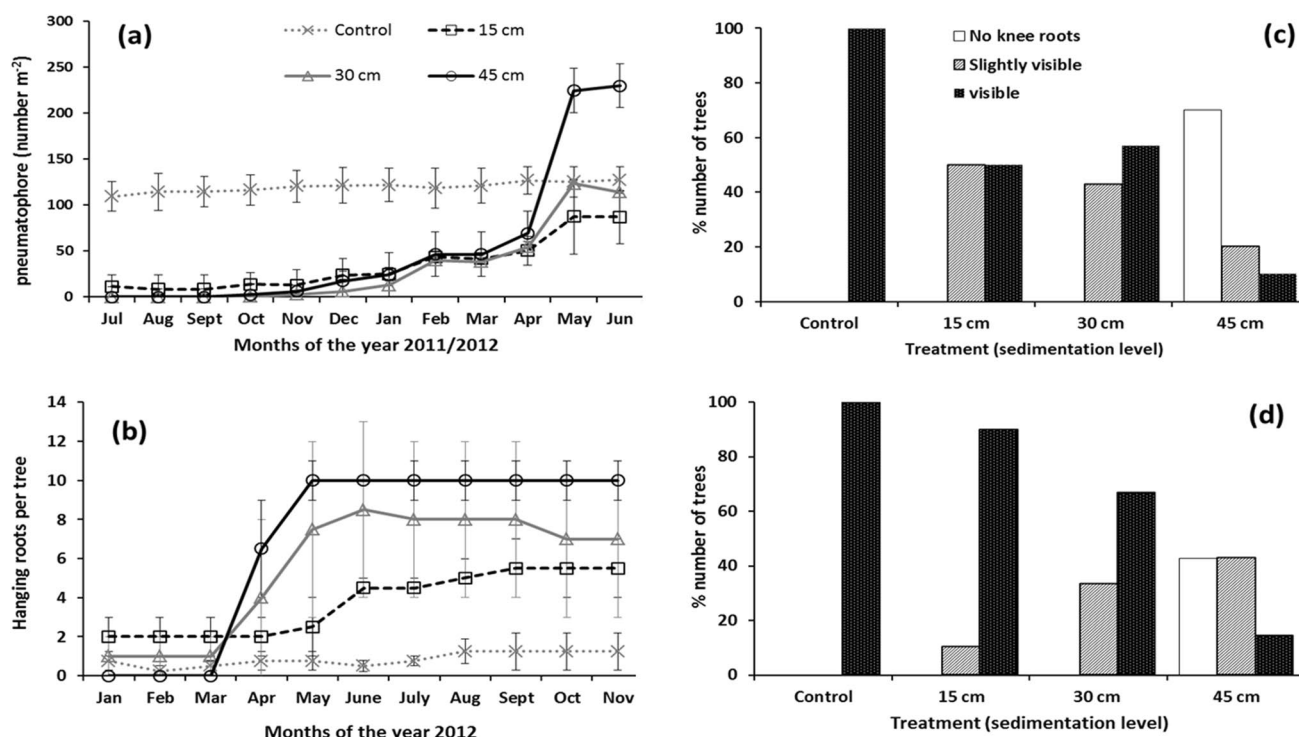 (a)
Control
15 cm
30 cm
45 cm
pneumatophore (number m-2)
300
250
200
150
100
50
0
Jul Aug Sept Oct Nov Dec Jan Feb Mar Apr May Jun
Months of the year 2011/2012
(c)
No knee roots
Slightly visible
visible
% number of trees
100
80
60
40
20
0
Control 15 cm 30 cm 45 cm
Treatment (sedimentation level)
(b)
Hanging roots per tree
14
12
10
8
6
4
2
0
Jan Feb Mar Apr May June July Aug Sept Oct Nov
Months of the year 2012
(d)
% number of trees
100
80
60
40
20
0
Control 15 cm 30 cm 45 cm
Treatment (sedimentation level)